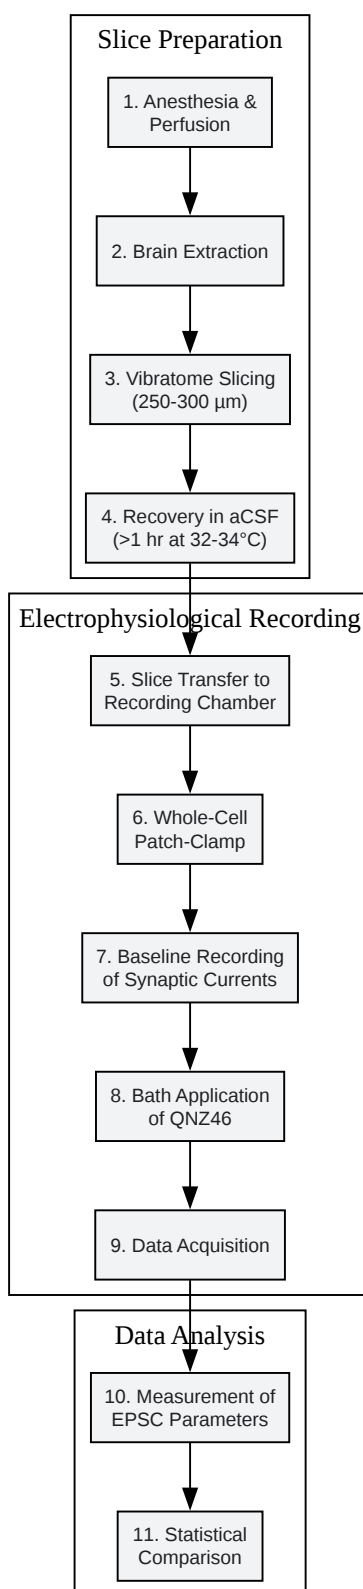 Slice Preparation
1. Anesthesia &
Perfusion
2. Brain Extraction
3. Vibratome Slicing
(250-300 µm)
4. Recovery in aCSF
(>1 hr at 32-34°C)
Electrophysiological Recording
5. Slice Transfer to
Recording Chamber
6. Whole-Cell
Patch-Clamp
7. Baseline Recording
of Synaptic Currents
8. Bath Application
of QNZ46
9. Data Acquisition
Data Analysis
10. Measurement of
EPSC Parameters
11. Statistical
Comparison